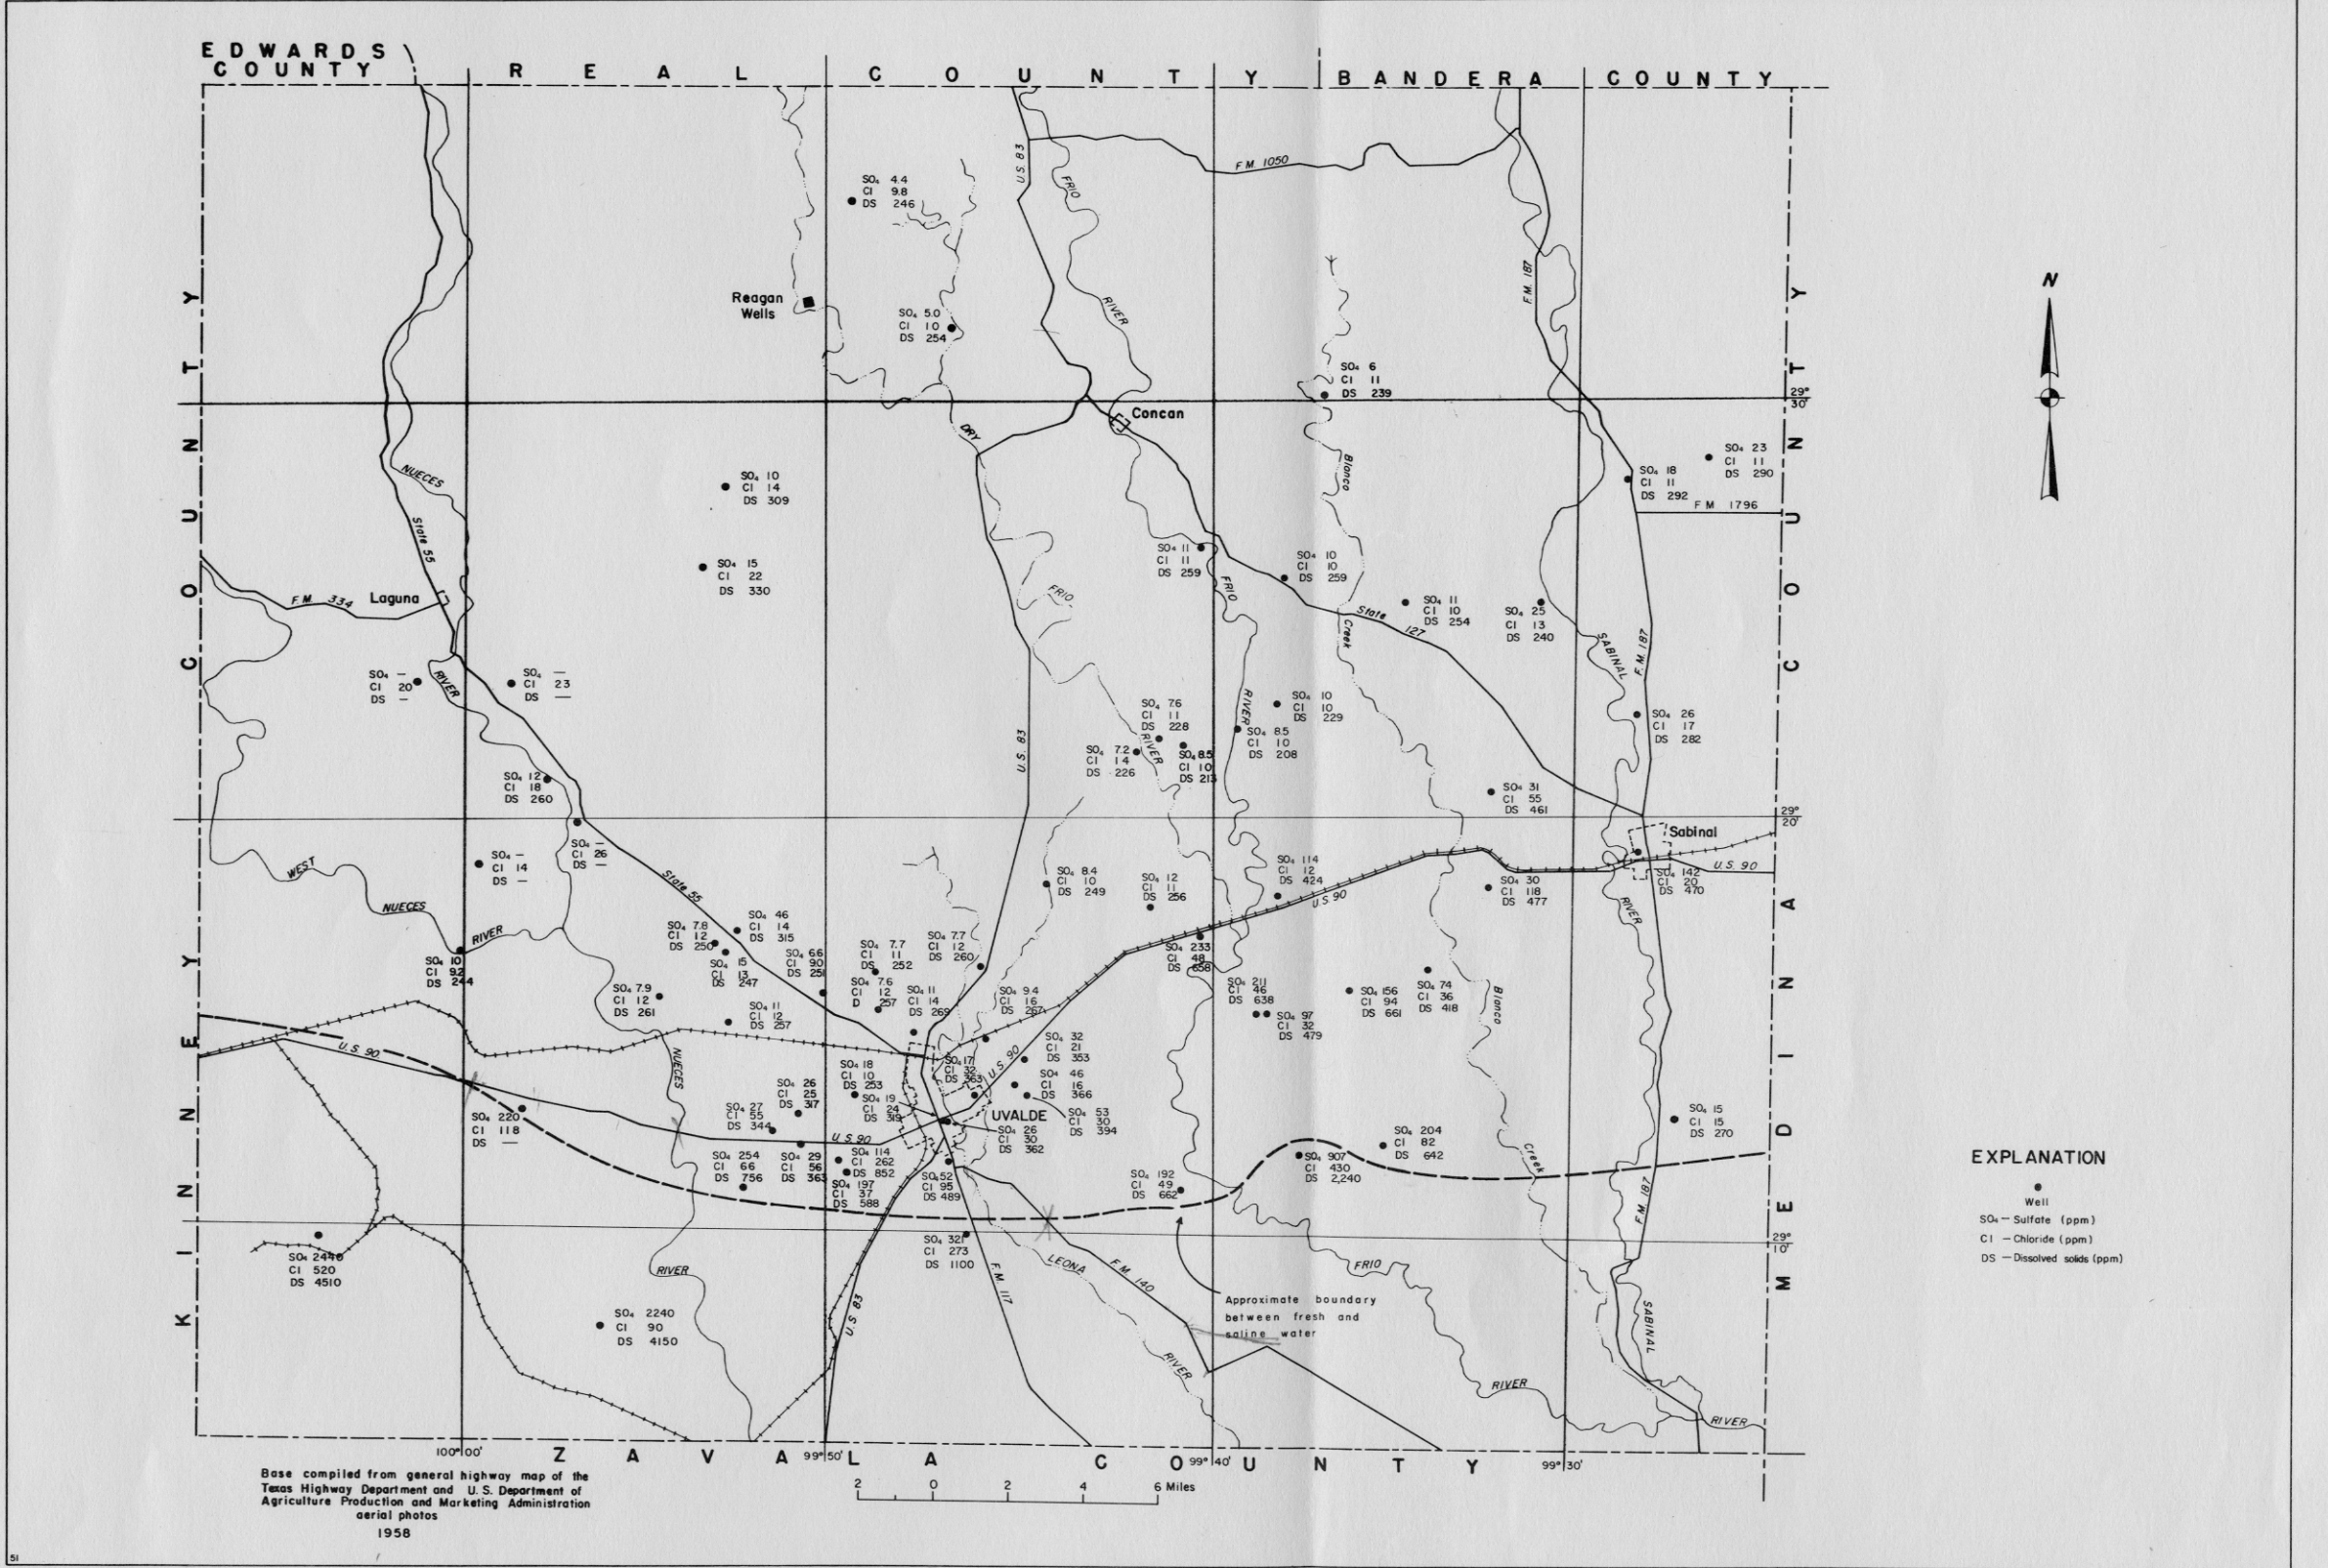 EDWARDS
COUNTY
REAL COUNTY
BANDERA COUNTY
KINNEY COUNTY
MEDINA COUNTY
ZAVALA COUNTY
N
U.S. 83
FRIO
RIVER
F.M. 1050
F.M. 187
SO₄ 4.4
Cl 9.8
DS 246
Reagan
Wells
SO₄ 5.0
Cl 10
DS 254
SO₄ 6
Cl 11
DS 239
29°
30'
Concan
DRY
NUECES
Blanco
SO₄ 23
Cl 11
DS 290
SO₄ 18
Cl 11
DS 292
F M 1796
SO₄ 10
Cl 14
DS 309
State 55
SO₄ 15
Cl 22
DS 330
SO₄ 11
Cl 11
DS 259
SO₄ 10
Cl 10
DS 259
FRIO
FRIO
F.M. 334
Laguna
State
127
Creek
SO₄ 11
Cl 10
DS 254
SO₄ 25
Cl 13
DS 240
SABINAL
F.M. 187
SO₄ —
Cl 20
DS —
RIVER
SO₄ —
Cl 23
DS —
SO₄ 7.6
Cl 11
DS 228
RIVER
RIVER
SO₄ 10
Cl 10
DS 229
SO₄ 8.5
Cl 10
DS 208
SO₄ 7.2
Cl 14
DS 226
SO₄ 8.5
Cl 10
DS 213
U.S. 83
SO₄ 26
Cl 17
DS 282
SO₄ 12
Cl 18
DS 260
SO₄ 31
Cl 55
DS 461
29°
20'
Sabinal
SO₄ —
Cl 14
DS —
SO₄ —
Cl 26
DS —
WEST
NUECES
RIVER
State 55
SO₄ 8.4
Cl 10
DS 249
SO₄ 12
Cl 11
DS 256
SO₄ 114
Cl 12
DS 424
U.S 90
SO₄ 30
Cl 118
DS 477
U.S. 90
SO₄ 142
Cl 20
DS 470
RIVER
SO₄ 7.8
Cl 12
DS 250
SO₄ 46
Cl 14
DS 315
SO₄ 15
Cl 13
DS 247
SO₄ 6.6
Cl 9.0
DS 251
SO₄ 7.7
Cl 11
DS 252
SO₄ 7.7
Cl 12
DS 260
SO₄ 233
Cl 48
DS 658
SO₄ 10
Cl 9.2
DS 244
SO₄ 7.9
Cl 12
DS 261
SO₄ 11
Cl 12
DS 257
SO₄ 7.6
Cl 12
D 257
SO₄ 11
Cl 14
DS 269
SO₄ 9.4
Cl 16
DS 267
SO₄ 211
Cl 46
DS 638
SO₄ 97
Cl 32
DS 479
SO₄ 156
Cl 94
DS 661
SO₄ 74
Cl 36
DS 418
Blanco
U.S. 90
NUECES
SO₄ 32
Cl 21
DS 353
SO₄ 17
Cl 32
DS 363
U.S. 90
SO₄ 18
Cl 10
DS 253
SO₄ 46
Cl 16
DS 366
SO₄ 26
Cl 25
DS 317
SO₄ 19
Cl 24
DS 319
UVALDE
SO₄ 53
Cl 30
DS 394
SO₄ 220
Cl 118
DS —
SO₄ 27
Cl 55
DS 344
U.S 90
SO₄ 26
Cl 30
DS 362
SO₄ 15
Cl 15
DS 270
SO₄ 204
Cl 82
DS 642
Creek
SO₄ 254
Cl 66
DS 756
SO₄ 29
Cl 56
DS 363
SO₄ 114
Cl 262
DS 852
SO₄ 197
Cl 37
DS 588
SO₄ 52
Cl 95
DS 489
SO₄ 192
Cl 49
DS 662
SO₄ 907
Cl 430
DS 2,240
F.M. 187
29°
10'
SO₄ 2440
Cl 520
DS 4510
SO₄ 321
Cl 273
DS 1100
RIVER
LEONA
F.M. 140
F.M. 117
FRIO
SO₄ 2240
Cl 90
DS 4150
U.S. 83
Approximate boundary
between fresh and
saline water
SABINAL
RIVER
RIVER
RIVER
EXPLANATION
Well
SO₄ — Sulfate (ppm)
Cl — Chloride (ppm)
DS — Dissolved solids (ppm)
100° 00'
99° 50'
99° 40'
99° 30'
2 0 2 4 6 Miles
Base compiled from general highway map of the
Texas Highway Department and U. S. Department of
Agriculture Production and Marketing Administration
aerial photos
1958
51